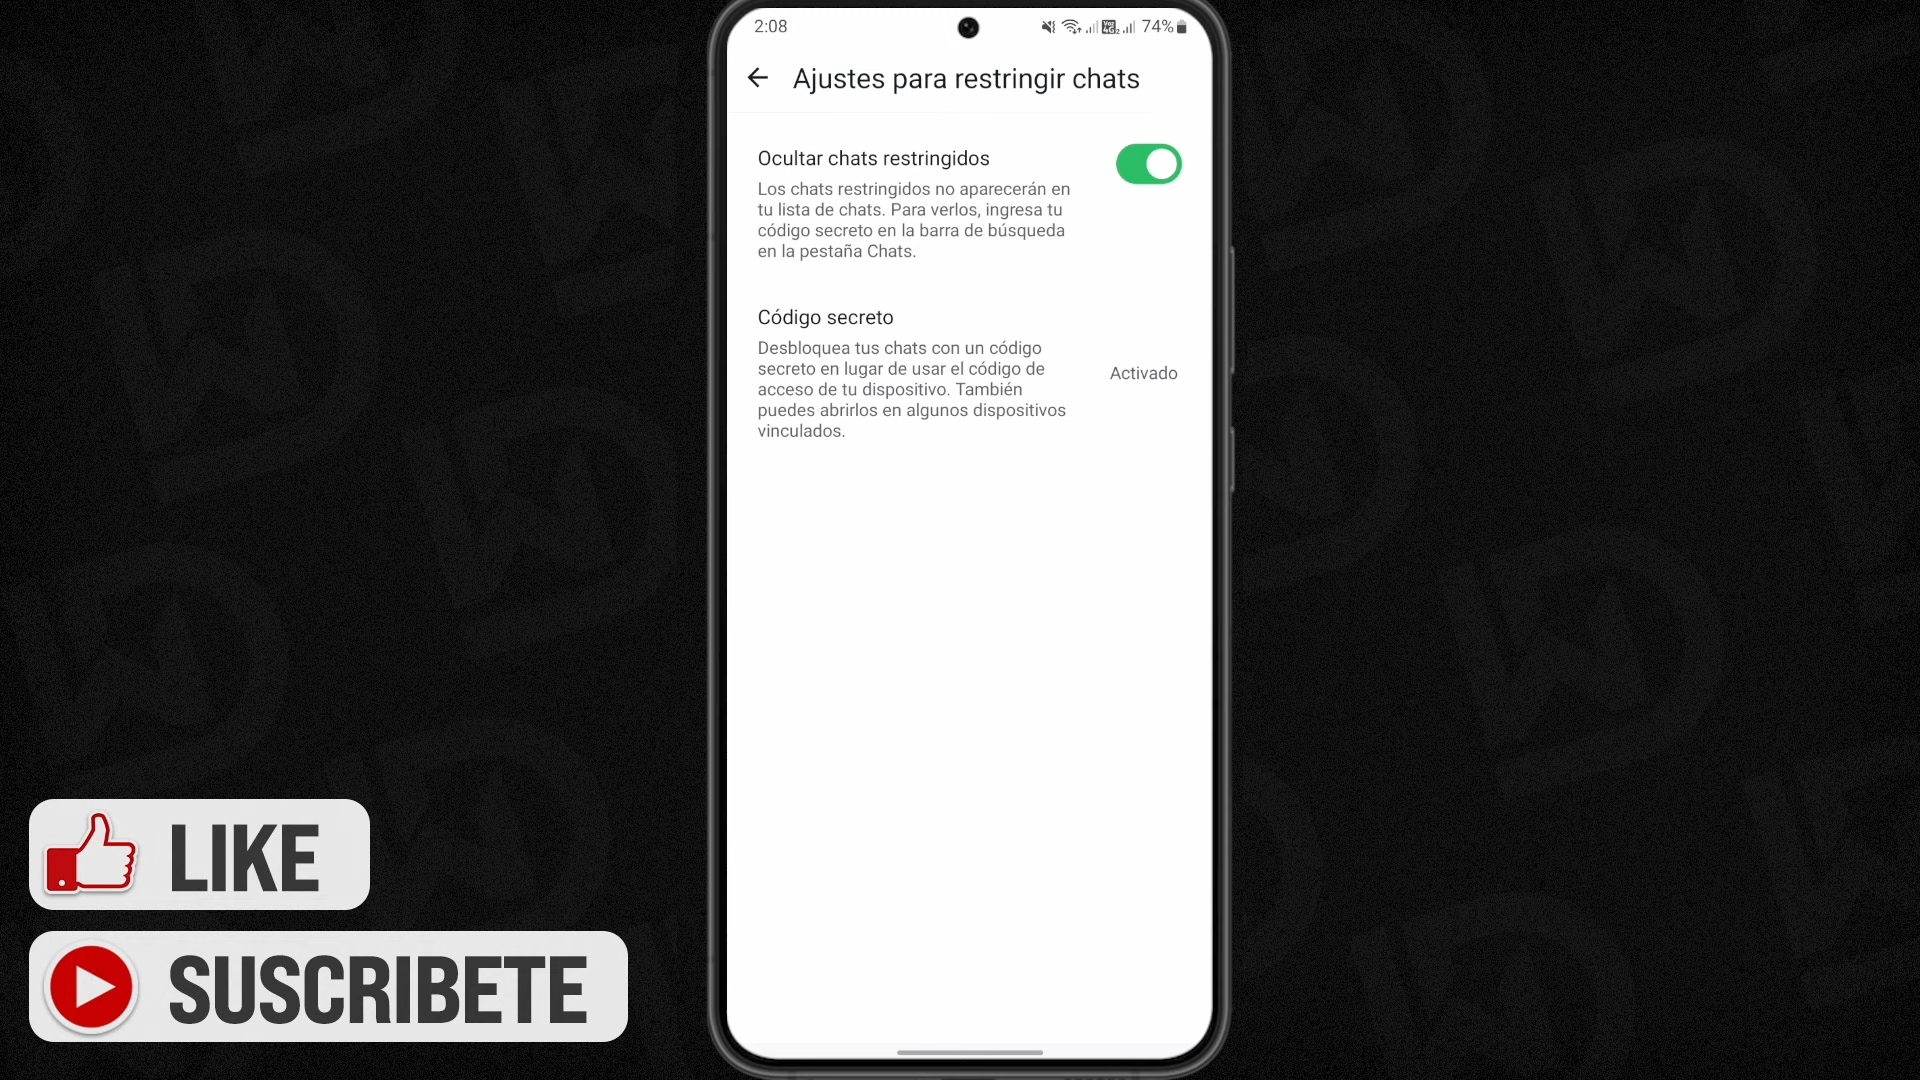 2:08
74%
Ajustes para restringir chats
Ocultar chats restringidos
Los chats restringidos no aparecerán en
tu lista de chats. Para verlos, ingresa tu
código secreto en la barra de búsqueda
en la pestaña Chats.
Código secreto
Desbloquea tus chats con un código
secreto en lugar de usar el código de
acceso de tu dispositivo. También
puedes abrirlos en algunos dispositivos
vinculados.
Activado
LIKE
SUSCRIBETE